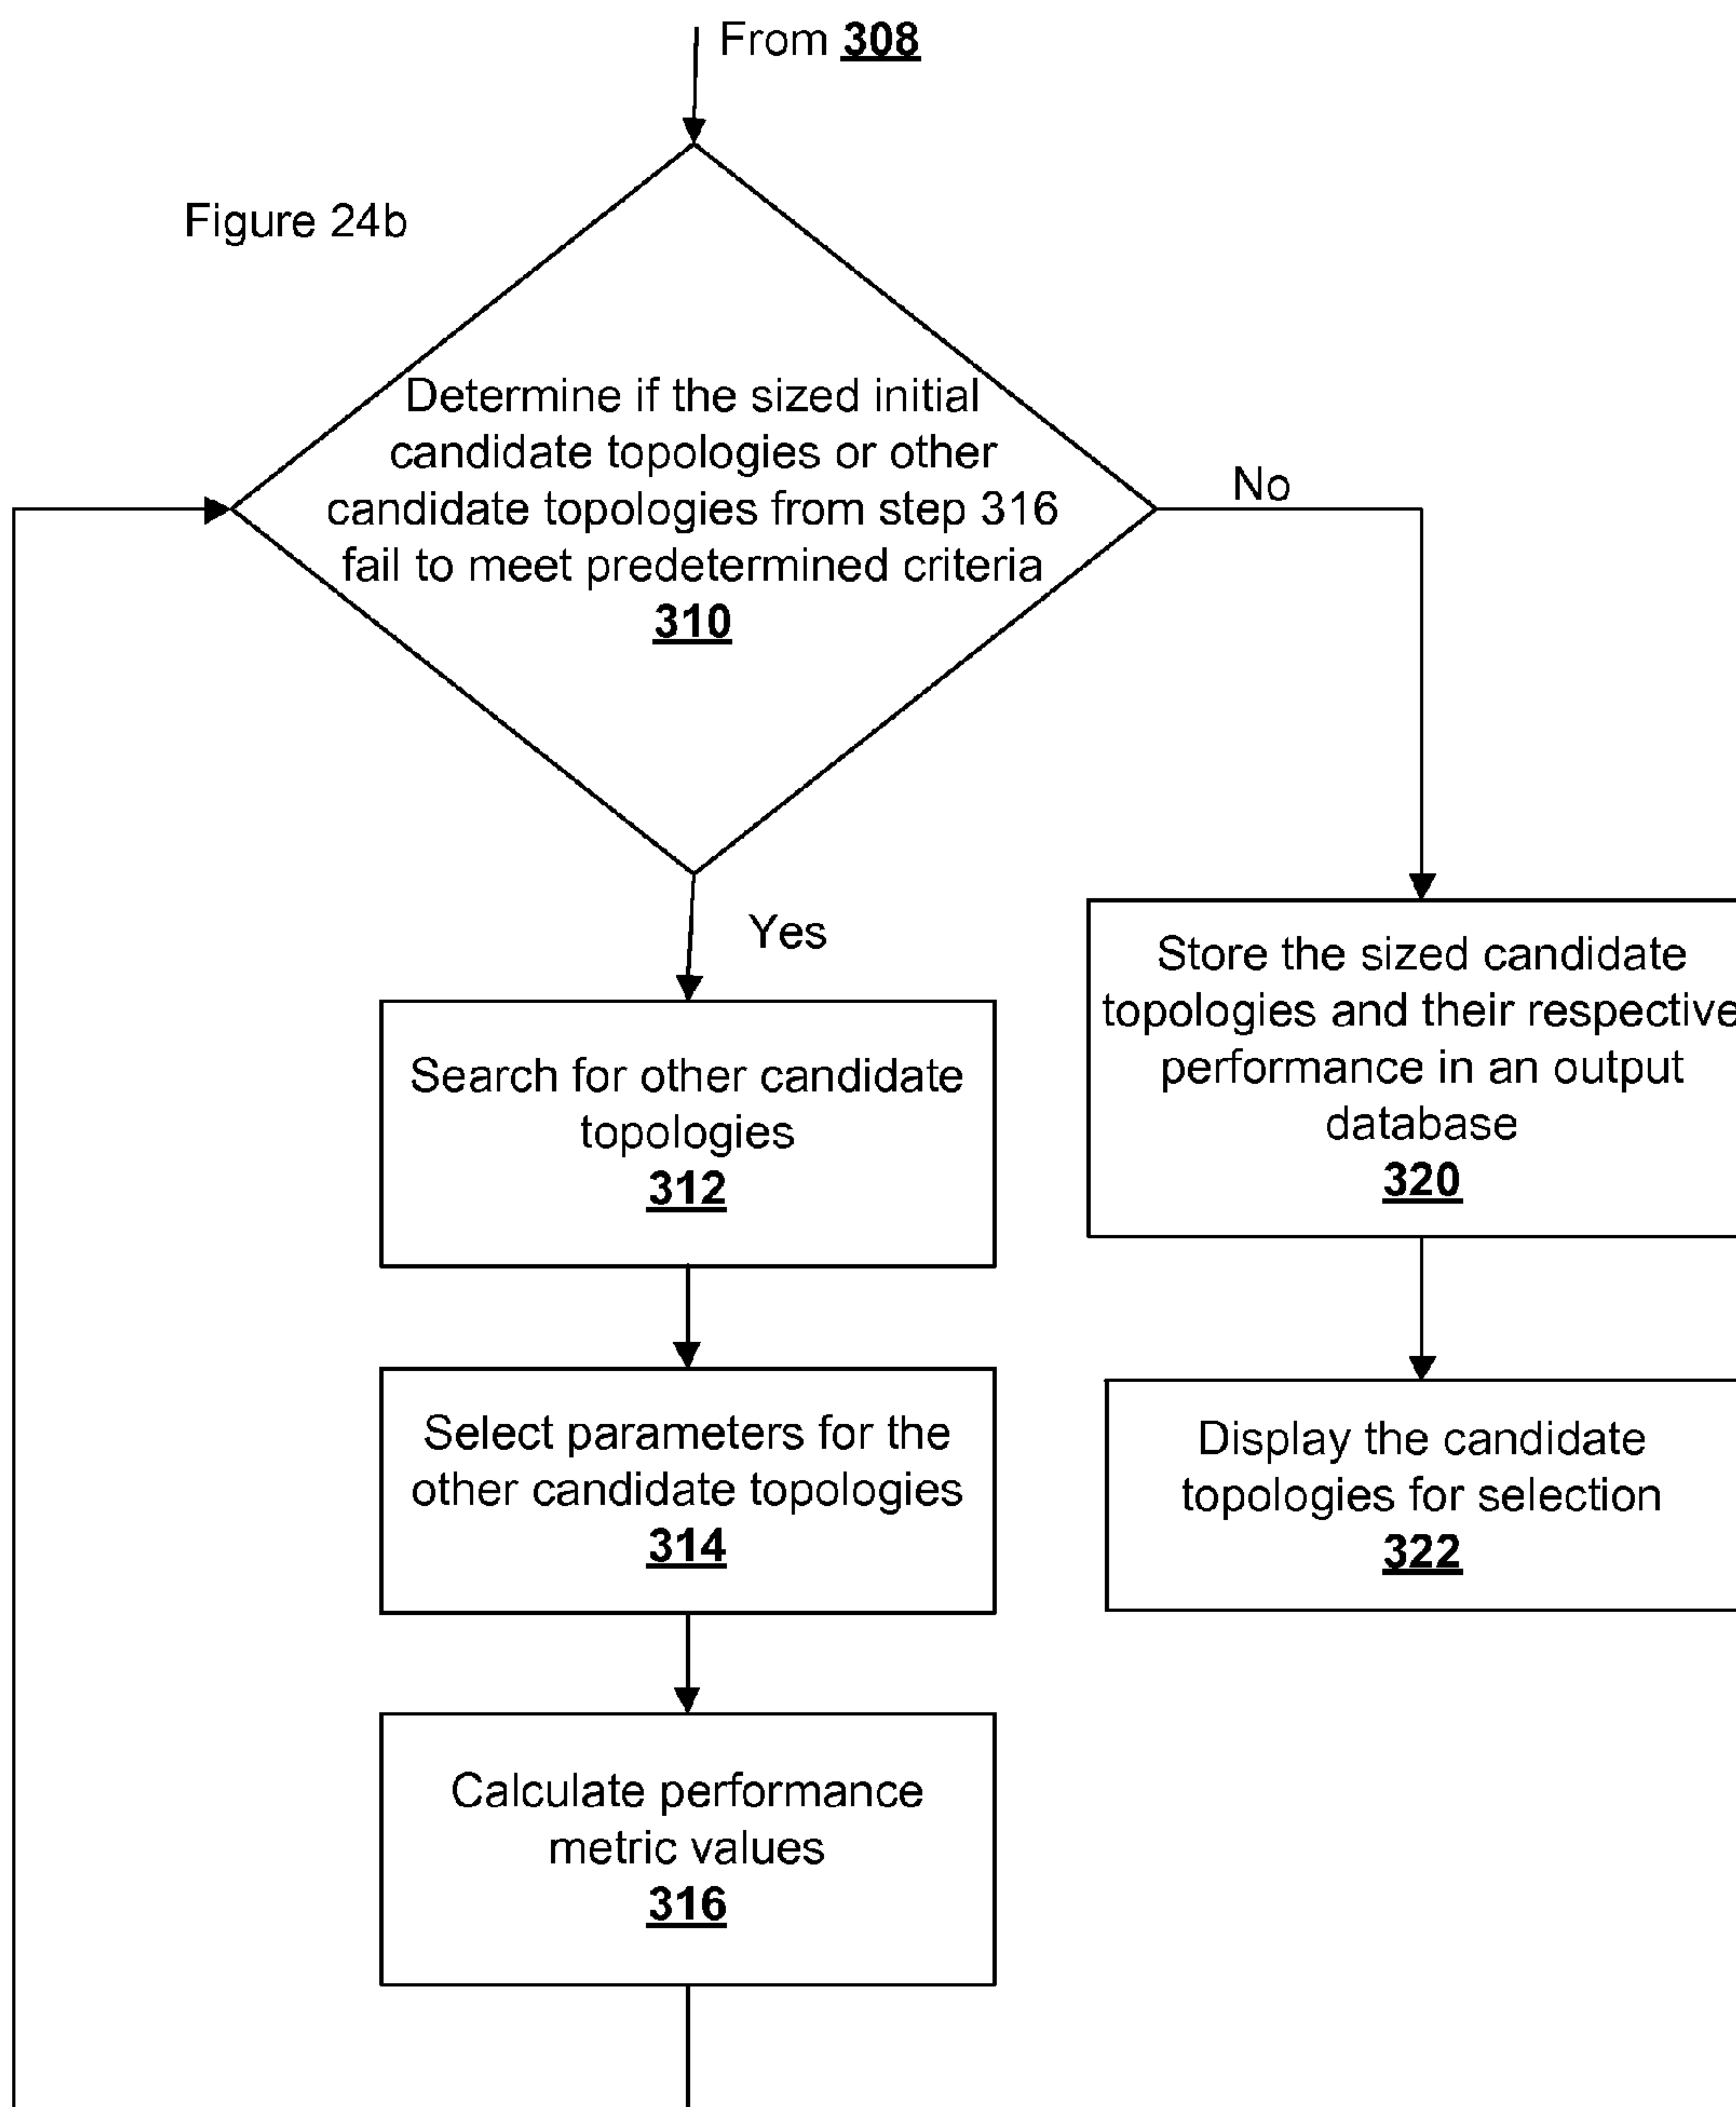 From 308
Figure 24b
Determine if the sized initial
candidate topologies or other
candidate topologies from step 316
fail to meet predetermined criteria
310
No
Yes
Store the sized candidate
topologies and their respective
performance in an output
database
320
Search for other candidate
topologies
312
Select parameters for the
other candidate topologies
314
Display the candidate
topologies for selection
322
Calculate performance
metric values
316